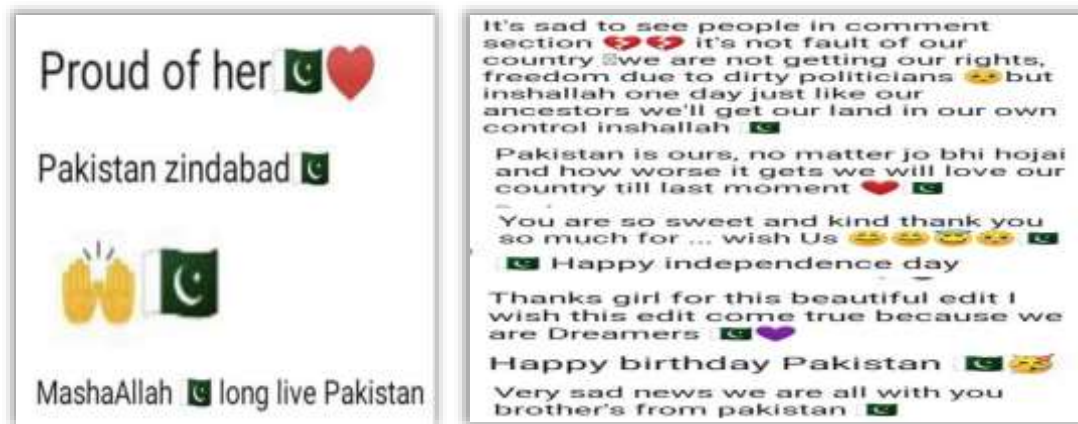 Proud of her 🇵🇰♥️
Pakistan zindabad 🇵🇰
🙌🇵🇰
MashaAllah 🇵🇰 long live Pakistan
It's sad to see people in comment
section 💔💔 it's not fault of our
country we are not getting our rights,
freedom due to dirty politicians 🥺but
inshallah one day just like our
ancestors we'll get our land in our own
control inshallah 🇵🇰
Pakistan is ours, no matter jo bhi hojai
and how worse it gets we will love our
country till last moment ❤️ 🇵🇰
You are so sweet and kind thank you
so much for ... wish Us 😊😊😇🥺 🇵🇰
🇵🇰 Happy independence day
Thanks girl for this beautiful edit I
wish this edit come true because we
are Dreamers 🇵🇰💜
Happy birthday Pakistan 🇵🇰🥳
Very sad news we are all with you
brother's from pakistan 🇵🇰